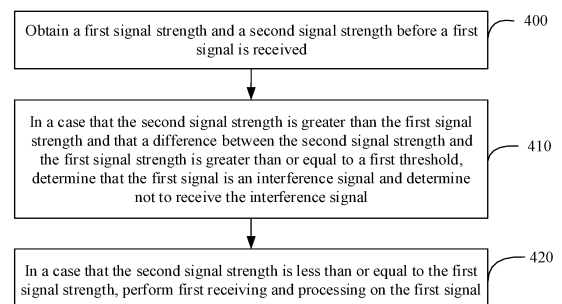 Obtain a first signal strength and a second signal strength before a first
signal is received
400
In a case that the second signal strength is greater than the first signal
strength and that a difference between the second signal strength and
the first signal strength is greater than or equal to a first threshold,
determine that the first signal is an interference signal and determine
not to receive the interference signal
410
In a case that the second signal strength is less than or equal to the first
signal strength, perform first receiving and processing on the first signal
420